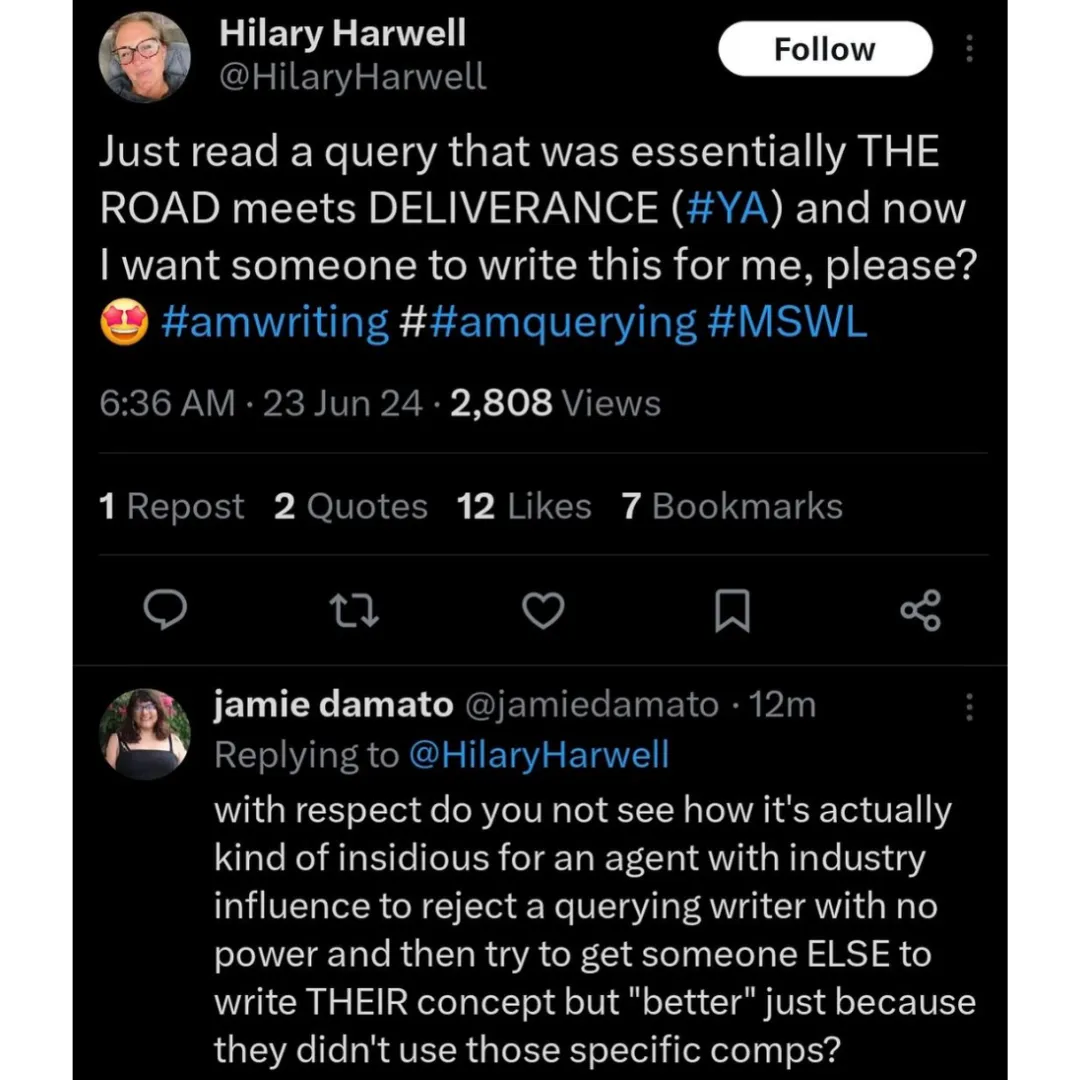 Hilary Harwell
Follow
@HilaryHarwell
Just read a query that was essentially THE
ROAD meets DELIVERANCE (#YA) and now
I want someone to write this for me, please?
🤩 #amwriting ##amquerying #MSWL
6:36 AM · 23 Jun 24 · 2,808 Views
1 Repost 2 Quotes 12 Likes 7 Bookmarks
jamie damato @jamiedamato · 12m
Replying to @HilaryHarwell
with respect do you not see how it's actually
kind of insidious for an agent with industry
influence to reject a querying writer with no
power and then try to get someone ELSE to
write THEIR concept but "better" just because
they didn't use those specific comps?